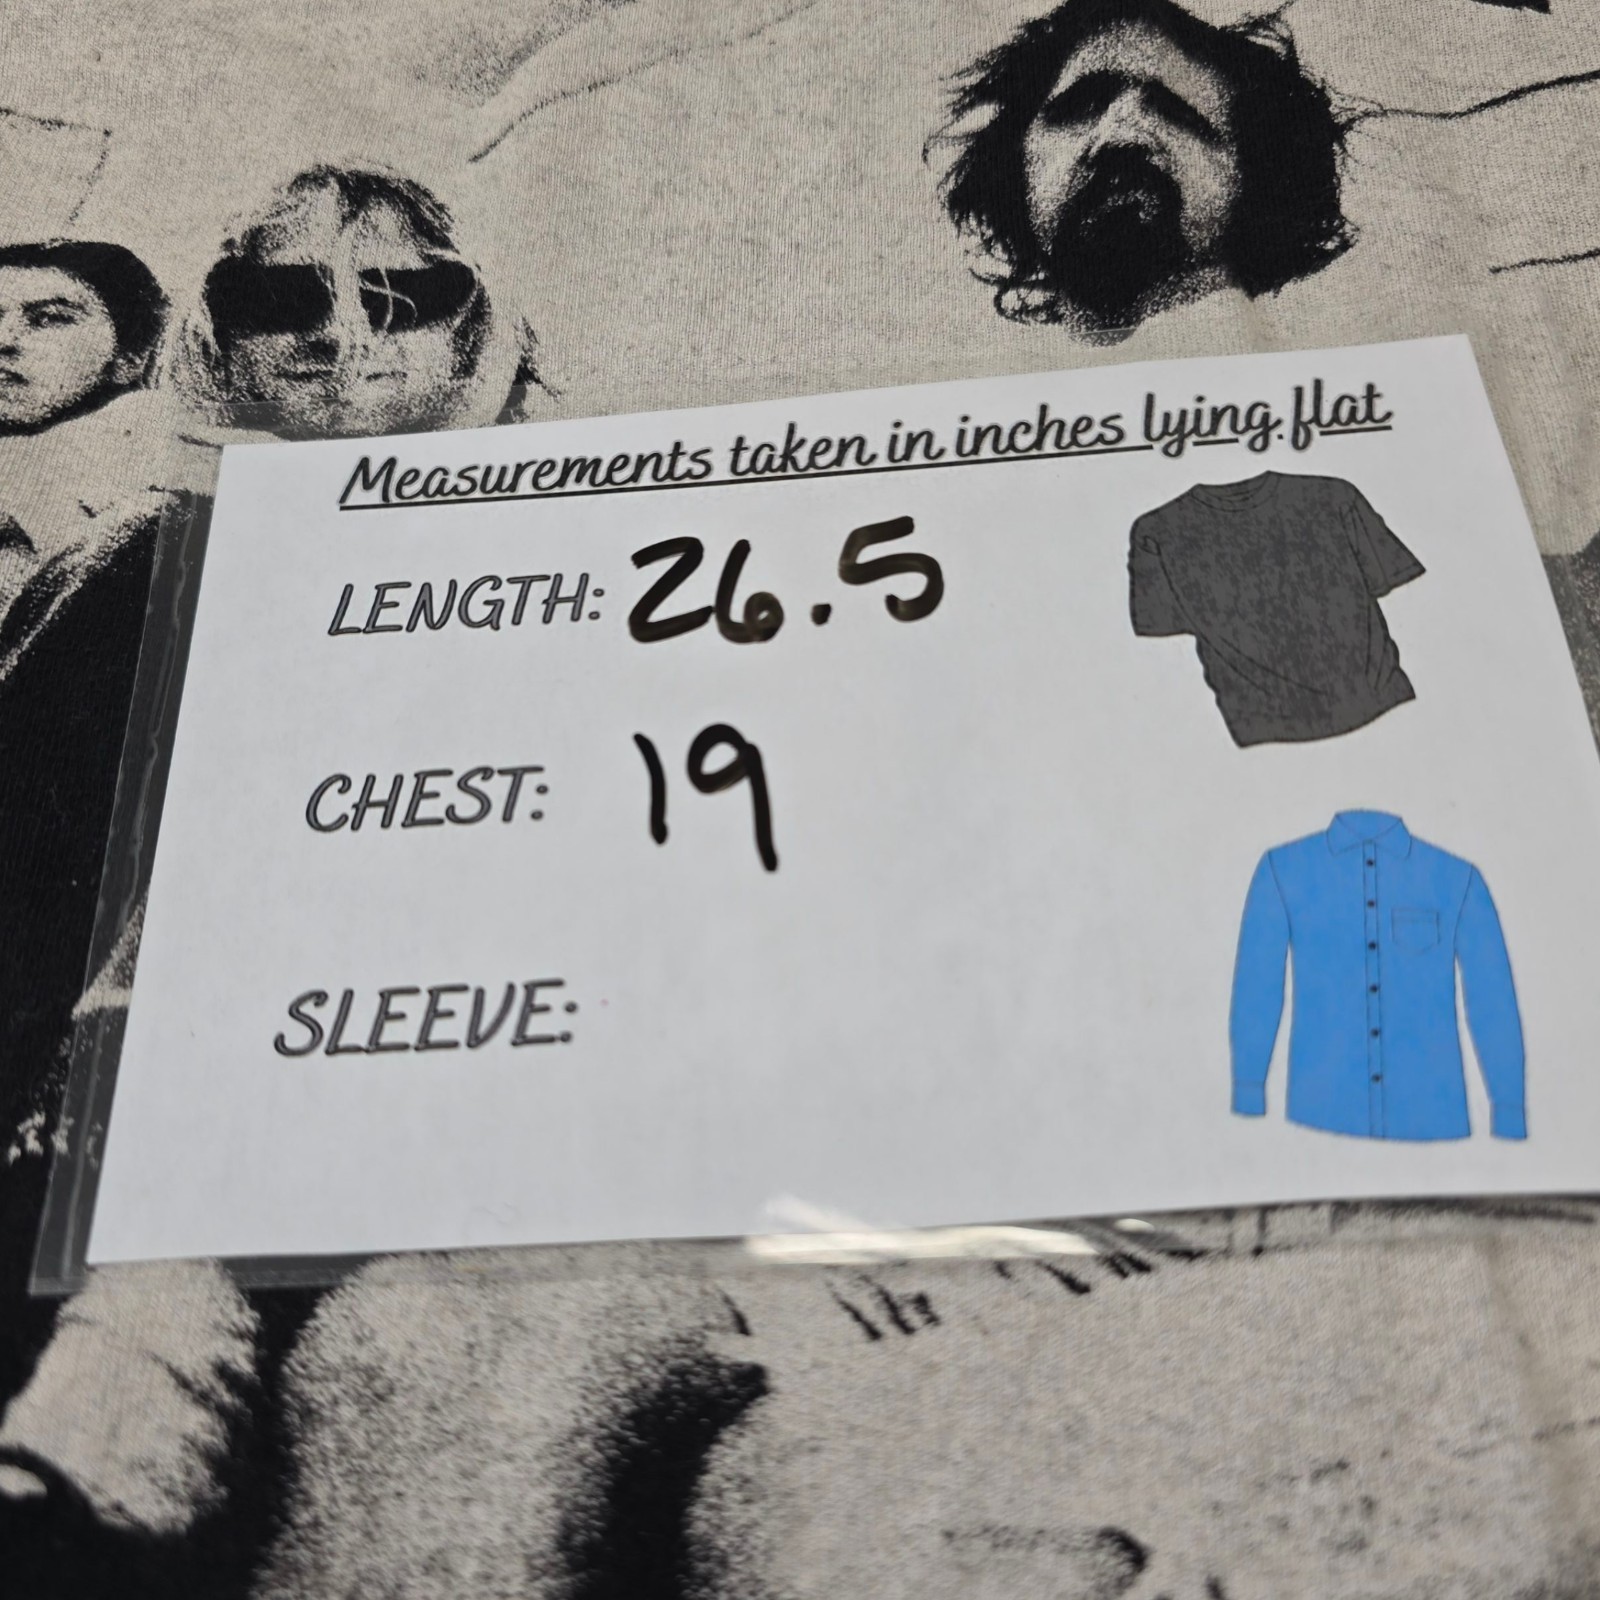 Measurements taken in inches lying flat
LENGTH: 26.5
CHEST: 19
SLEEVE: